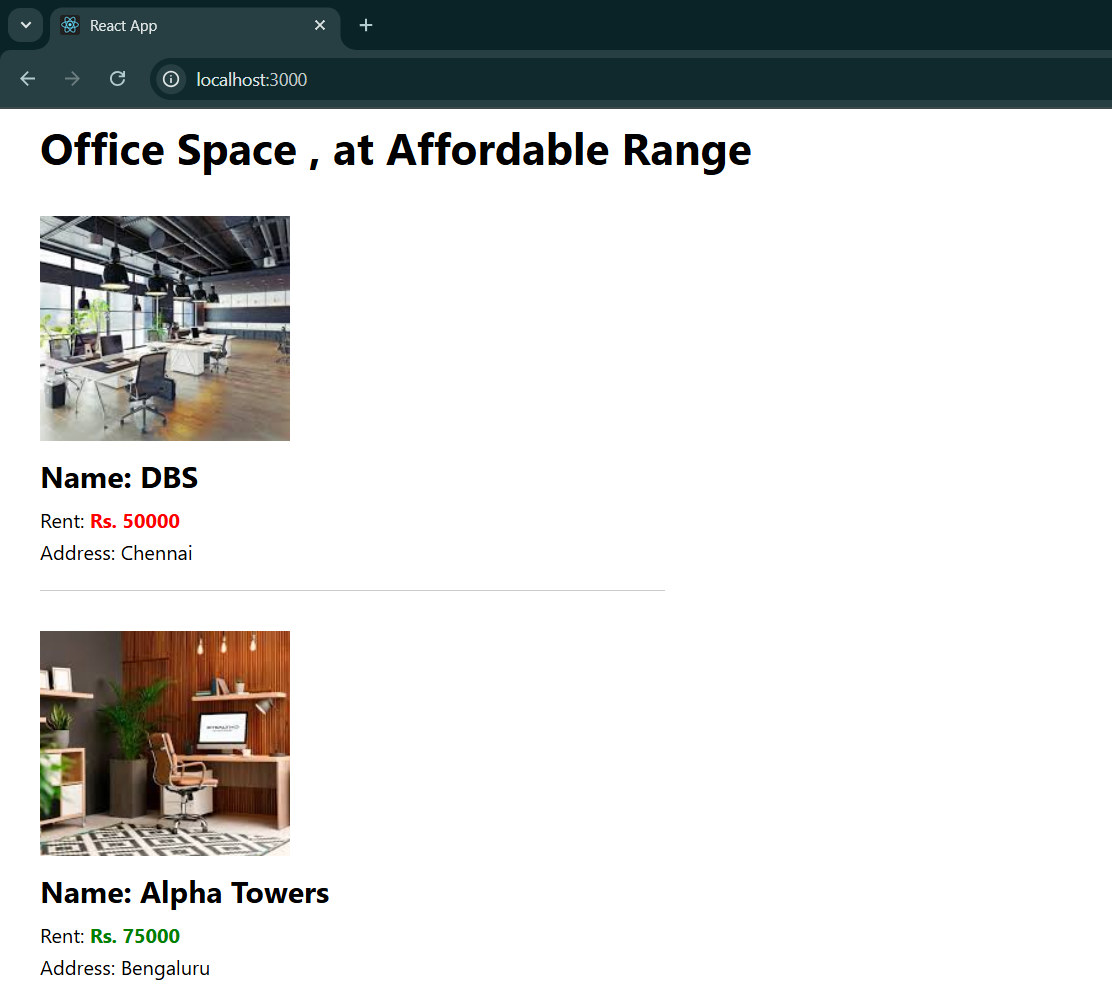 React App
localhost:3000
Office Space , at Affordable Range
Name: DBS
Rent: Rs. 50000
Address: Chennai
Name: Alpha Towers
Rent: Rs. 75000
Address: Bengaluru